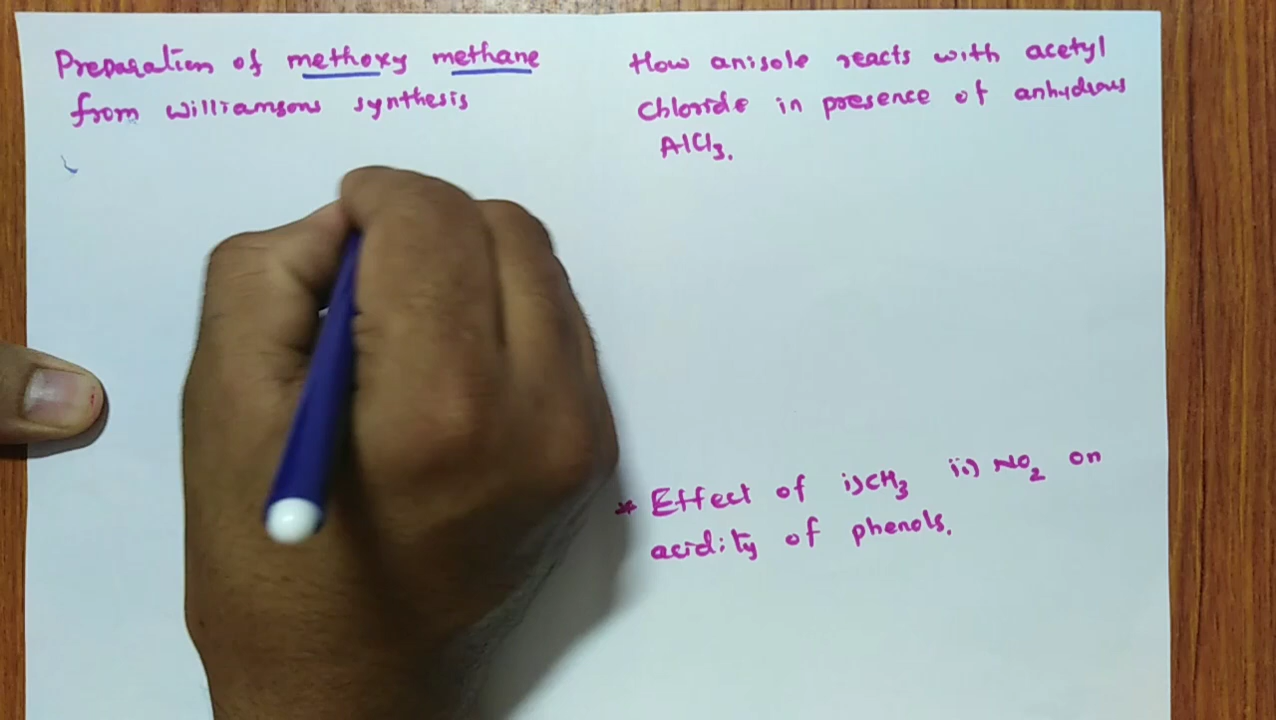 Preparation of methoxy methane
from williamsons synthesis
How anisole reacts with acetyl
chloride in presence of anhydrous
AlCl3.
* Effect of i) CH3 ii) NO2 on
acidity of phenols.